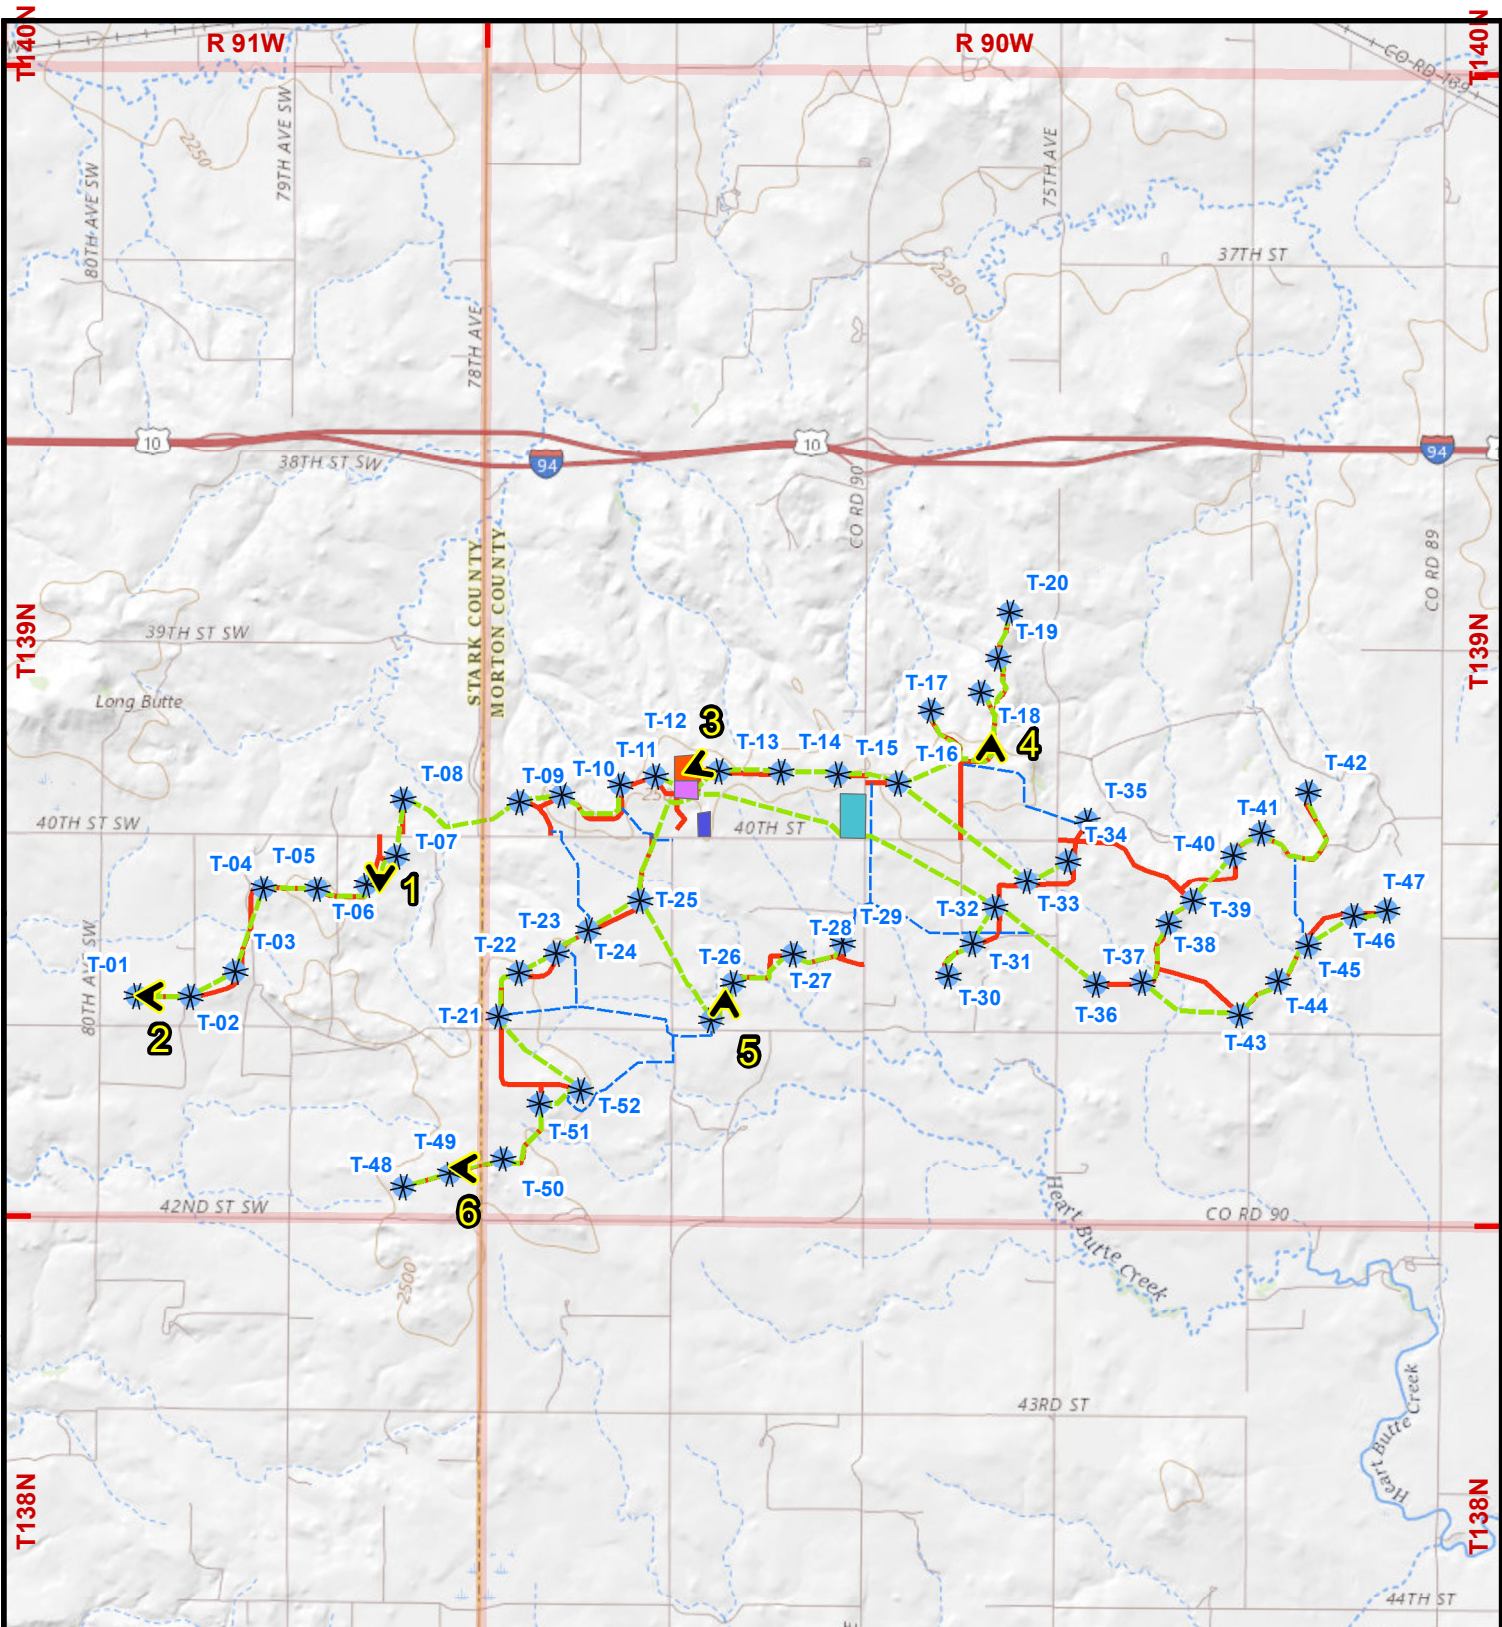 R 91W
R 90W
T140N
T140N
CO-RD-139
79TH AVE SW
2250
75TH AVE
80TH AVE SW
37TH ST
2250
78TH AVE
10
10
38TH ST SW
94
94
CO RD 90
CO RD 89
STARK COUNTY
MORTON COUNTY
T-20
T139N
39TH ST SW
T-19
T139N
Long Butte
T-17
T-12
3
T-18
T-11
T-13
T-14
T-15
T-16
4
T-42
T-08
T-09
T-10
40TH ST SW
40TH ST
T-35
T-34
T-41
T-07
T-40
T-04
T-05
1
T-06
T-25
T-32
T-33
T-39
T-47
T-03
T-23
T-24
T-28
T-29
T-38
T-46
T-22
T-01
80TH AVE SW
T-26
T-27
T-31
T-37
T-45
T-30
T-44
T-02
T-21
T-36
2
5
T-43
T-52
T-51
T-49
T-48
T-50
42ND ST SW
6
CO RD 90
Heart Butte Creek
2500
43RD ST
Heart Butte Creek
T138N
T138N
44TH ST